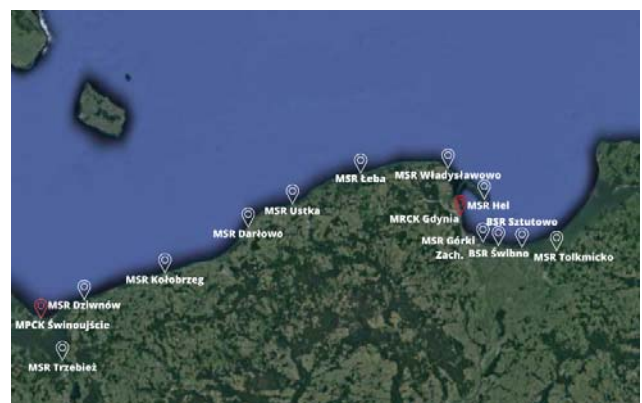 MSR Władysławowo
MSR Łeba
MSR Hel
MSR Ustka
MRCK Gdynia
BSR Sztutowo
MSR Darłowo
MSR Górki
Zach.
BSR Świbno
MSR Tolkmicko
MSR Kołobrzeg
MSR Dziwnów
MPCK Świnoujście
MSR Trzebież